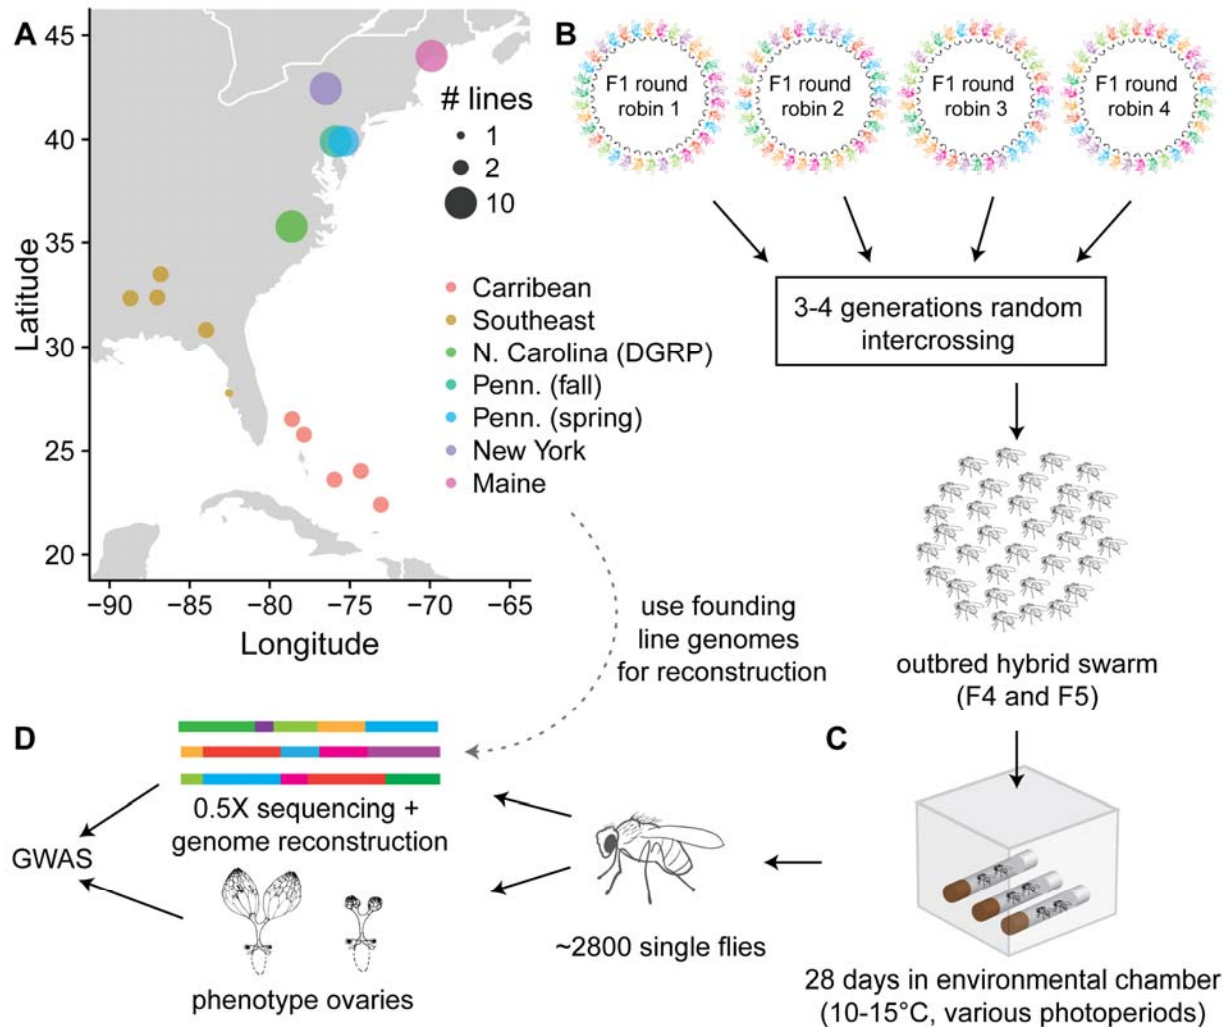 A
45
40
35
30
25
20
Latitude
−90
−85
−80
−75
−70
−65
Longitude
# lines
1
2
10
Carribean
Southeast
N. Carolina (DGRP)
Penn. (fall)
Penn. (spring)
New York
Maine
B
F1 round
robin 1
F1 round
robin 2
F1 round
robin 3
F1 round
robin 4
3-4 generations random
intercrossing
outbred hybrid swarm
(F4 and F5)
use founding
line genomes
for reconstruction
C
28 days in environmental chamber
(10-15°C, various photoperiods)
~2800 single flies
D
0.5X sequencing +
genome reconstruction
GWAS
phenotype ovaries